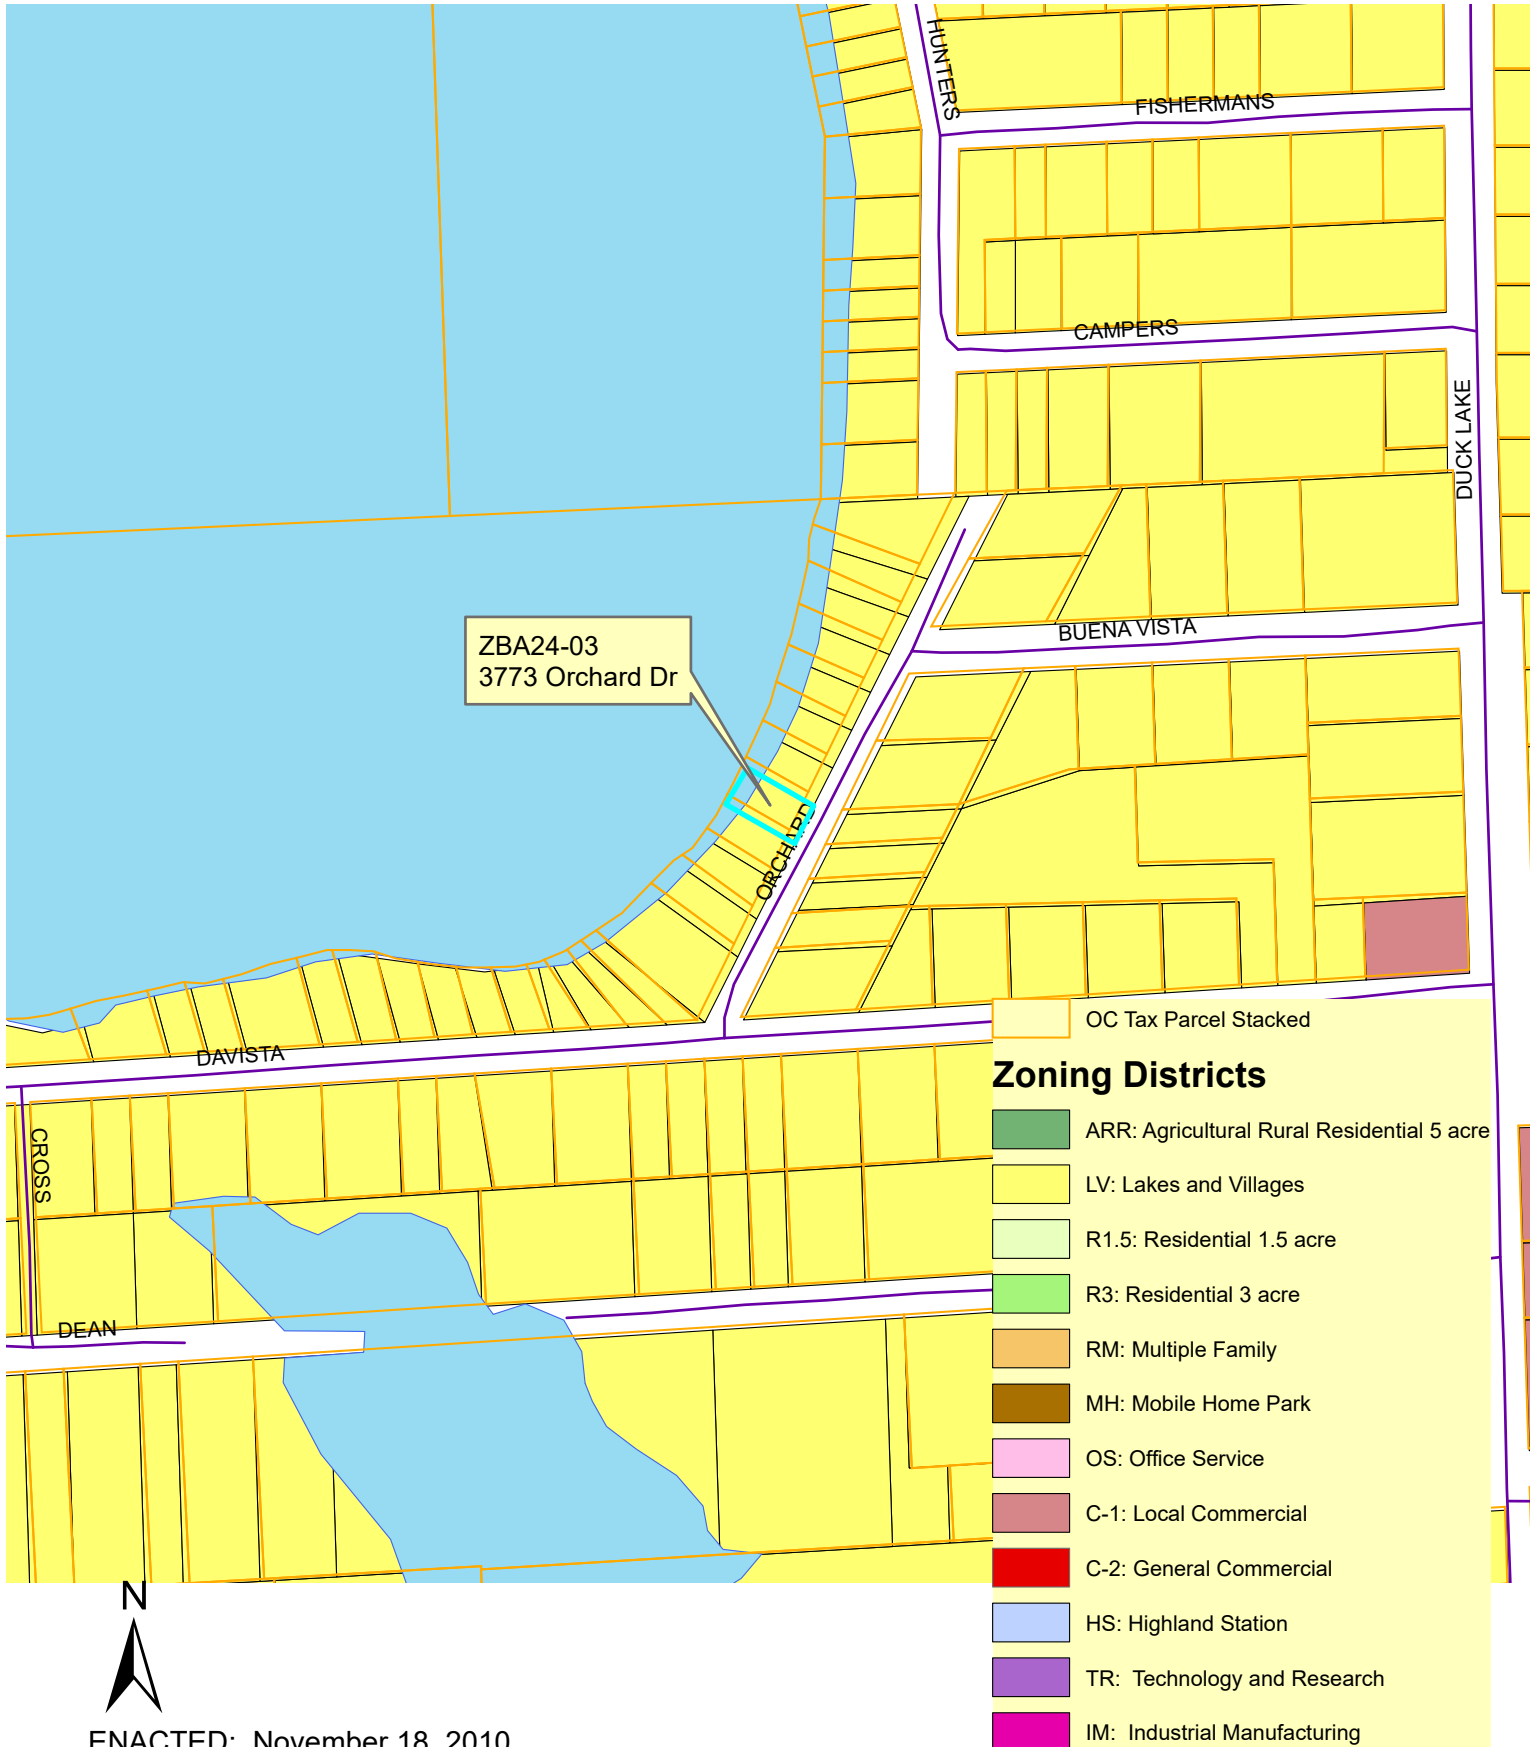 HUNTERS
FISHERMANS
CAMPERS
DUCK LAKE
BUENA VISTA
ZBA24-03
3773 Orchard Dr
ORCHARD
DAVISTA
CROSS
DEAN
OC Tax Parcel Stacked
Zoning Districts
ARR: Agricultural Rural Residential 5 acre
LV: Lakes and Villages
R1.5: Residential 1.5 acre
R3: Residential 3 acre
RM: Multiple Family
MH: Mobile Home Park
OS: Office Service
C-1: Local Commercial
C-2: General Commercial
HS: Highland Station
TR: Technology and Research
IM: Industrial Manufacturing
N
ENACTED: November 18, 2010